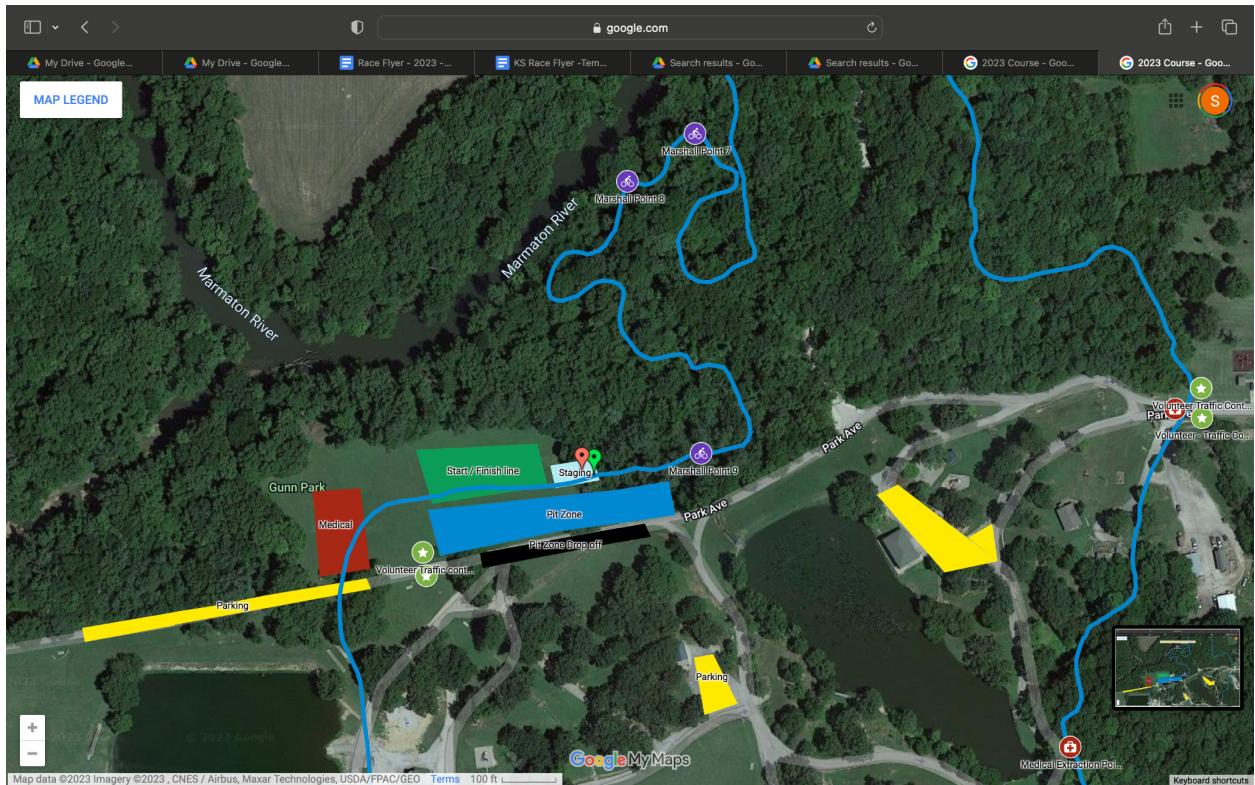 google.com
My Drive - Google...
My Drive - Google...
Race Flyer - 2023 -...
KS Race Flyer -Tem...
Search results - Go...
Search results - Go...
2023 Course - Goo...
2023 Course - Goo...
MAP LEGEND
S
Marshall Point 7
Marshall Point 8
Marmaton River
Marmaton River
Volunteer Traffic Cont...
Volunteer - Traffic Co...
Park Ave
Marshall Point 9
Start / Finish line
Staging
Gunn Park
Medical
Pit Zone
Park Ave
Pit Zone Drop off
Volunteer Traffic cont...
Parking
Parking
Medical Extraction Poi...
Google My Maps
© 2023 Google
Map data ©2023 Imagery ©2023 , CNES / Airbus, Maxar Technologies, USDA/FPAC/GEO Terms 100 ft
Keyboard shortcuts